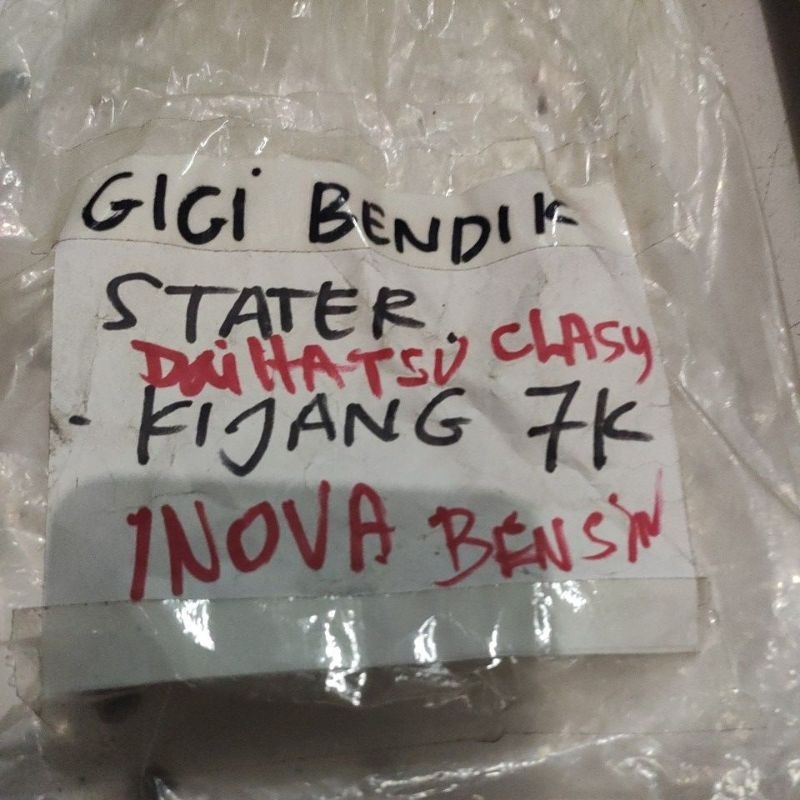 GIGi BENDIK
STATER.
DaiHATSU CLASY
- KIJANG 7K
INOVA BENSiN